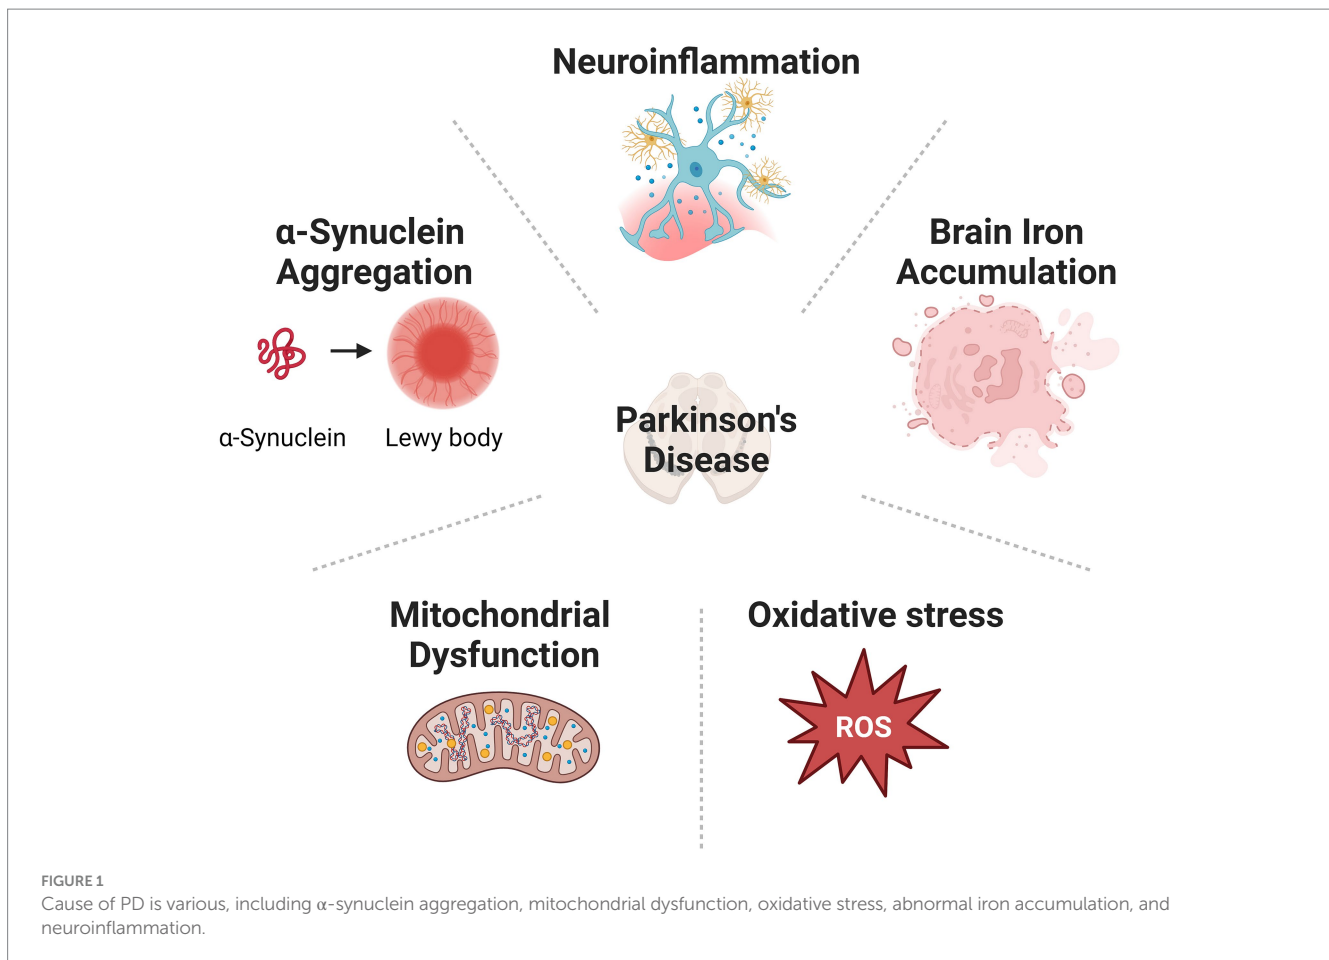 Neuroinflammation
α-Synuclein
Aggregation
α-Synuclein
Lewy body
Brain Iron
Accumulation
Parkinson's
Disease
Mitochondrial
Dysfunction
Oxidative stress
ROS
FIGURE 1
Cause of PD is various, including α-synuclein aggregation, mitochondrial dysfunction, oxidative stress, abnormal iron accumulation, and
neuroinflammation.